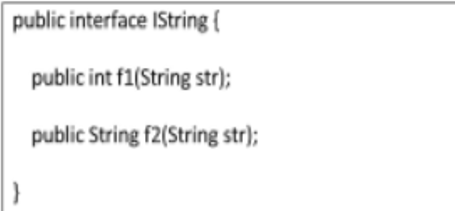 public interface IString {
public int f1(String str);
public String f2(String str);
}